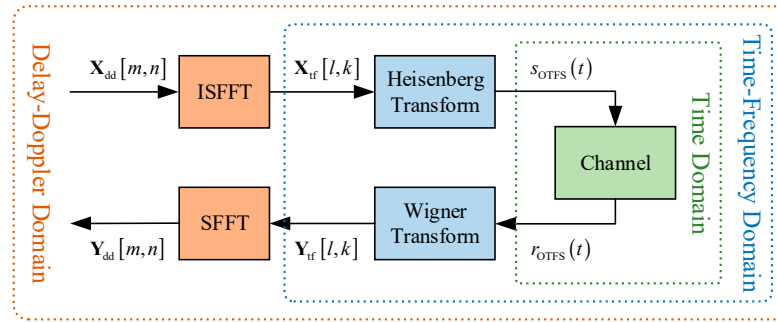 Delay-Doppler Domain
X_dd[m,n]
ISFFT
X_tf[l,k]
Heisenberg
Transform
s_OTFS(t)
Channel
Time Domain
Time-Frequency Domain
Y_dd[m,n]
SFFT
Y_tf[l,k]
Wigner
Transform
r_OTFS(t)